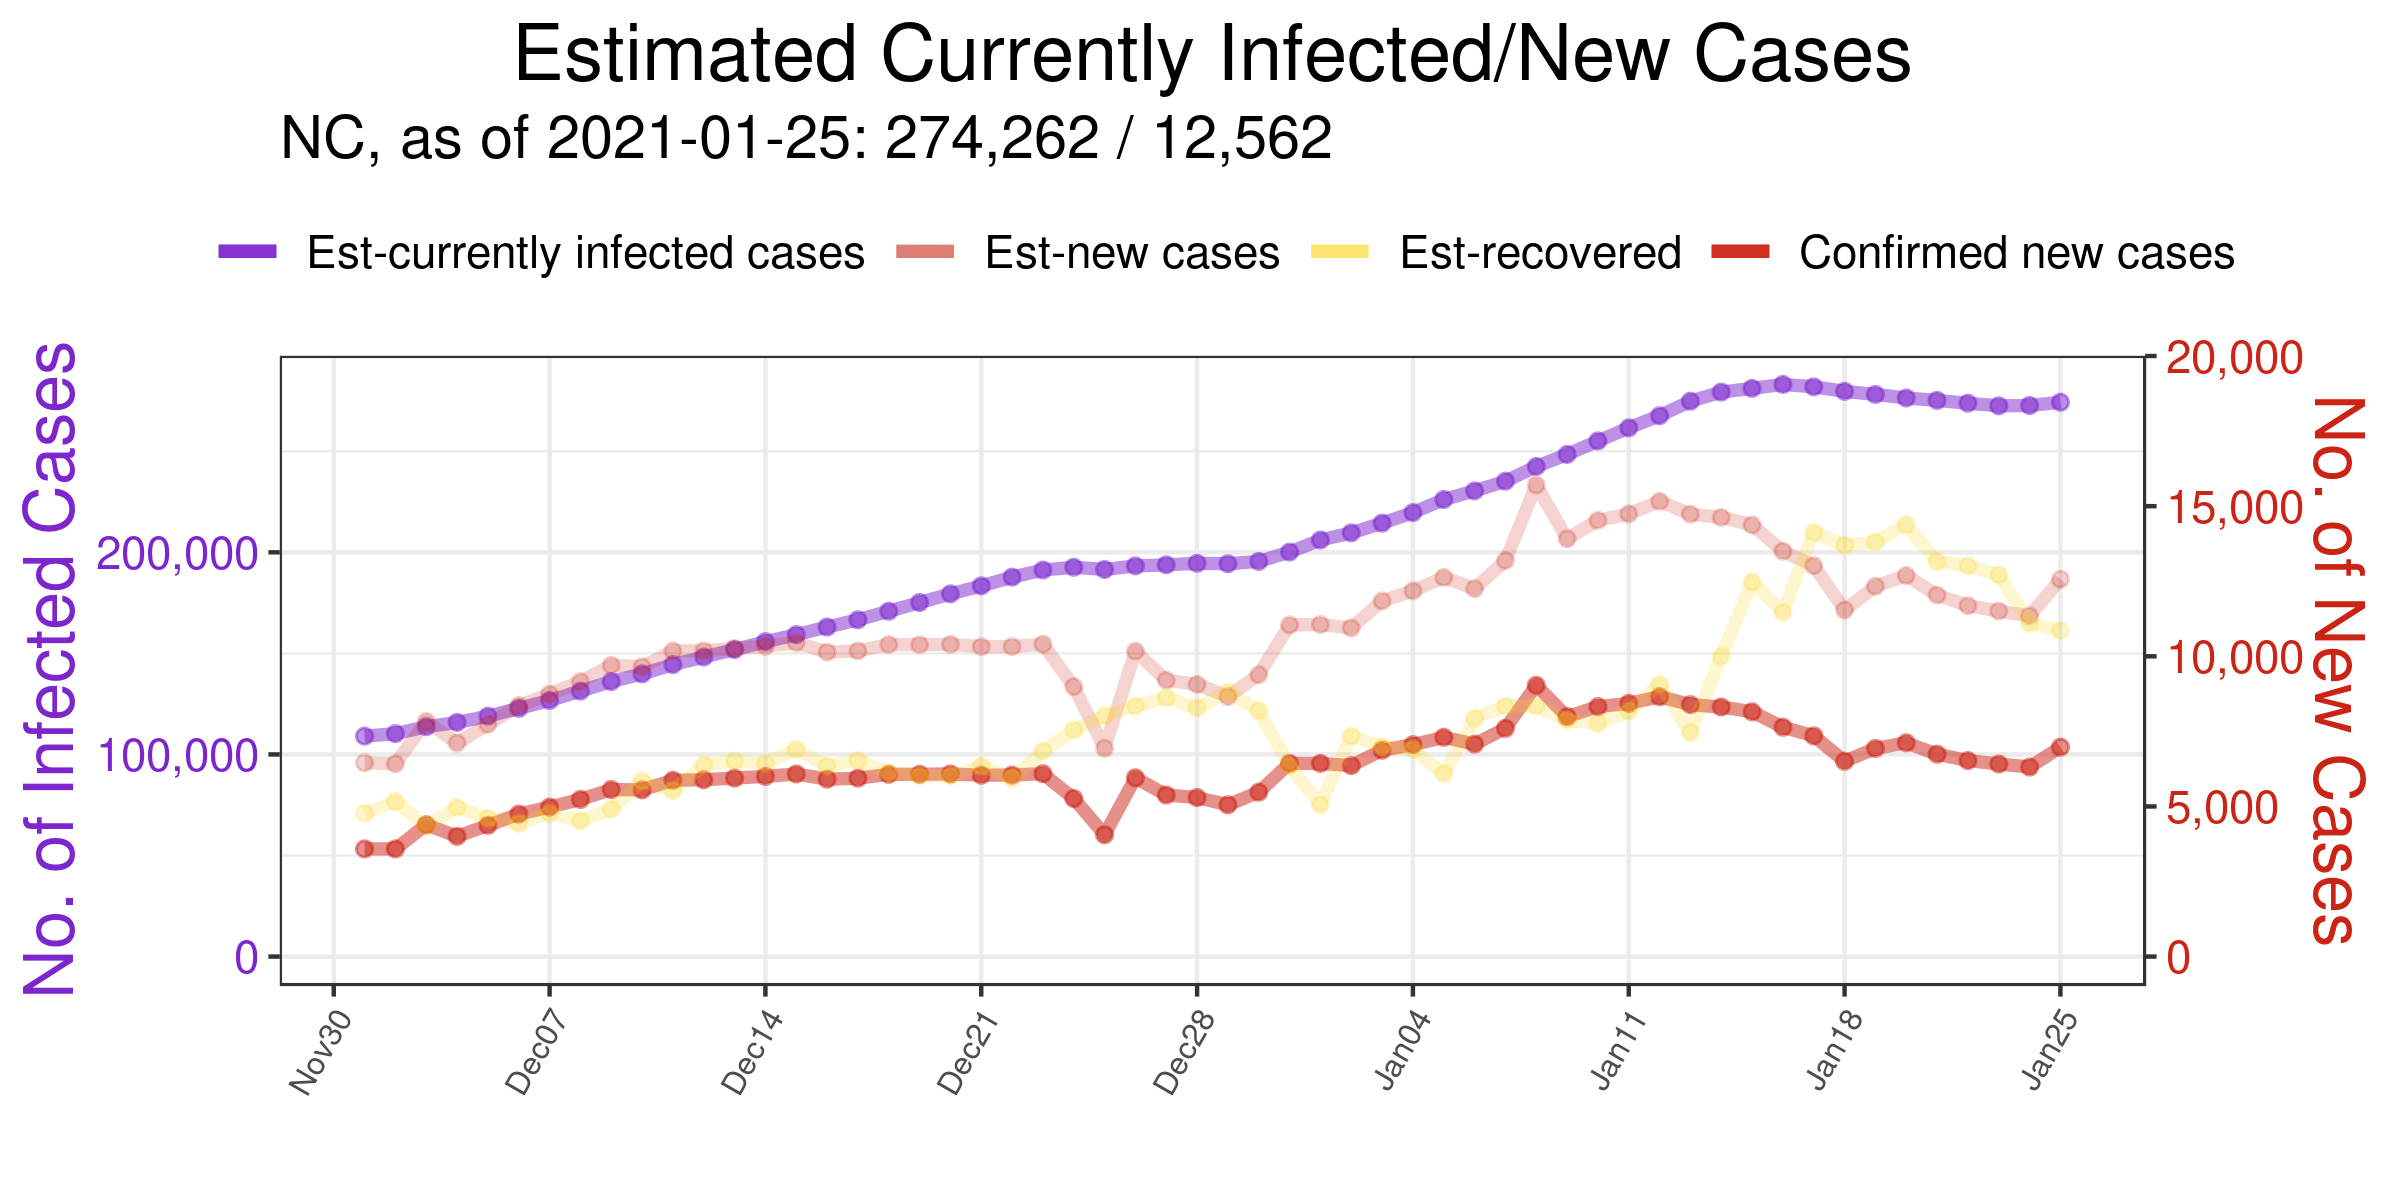 Estimated Currently Infected/New Cases
NC, as of 2021-01-25: 274,262 / 12,562
Est-currently infected cases Est-new cases Est-recovered Confirmed new cases
No. of Infected Cases
200,000
100,000
0
20,000
15,000
10,000
5,000
0
No. of New Cases
Nov30 Dec07 Dec14 Dec21 Dec28 Jan04 Jan11 Jan18 Jan25